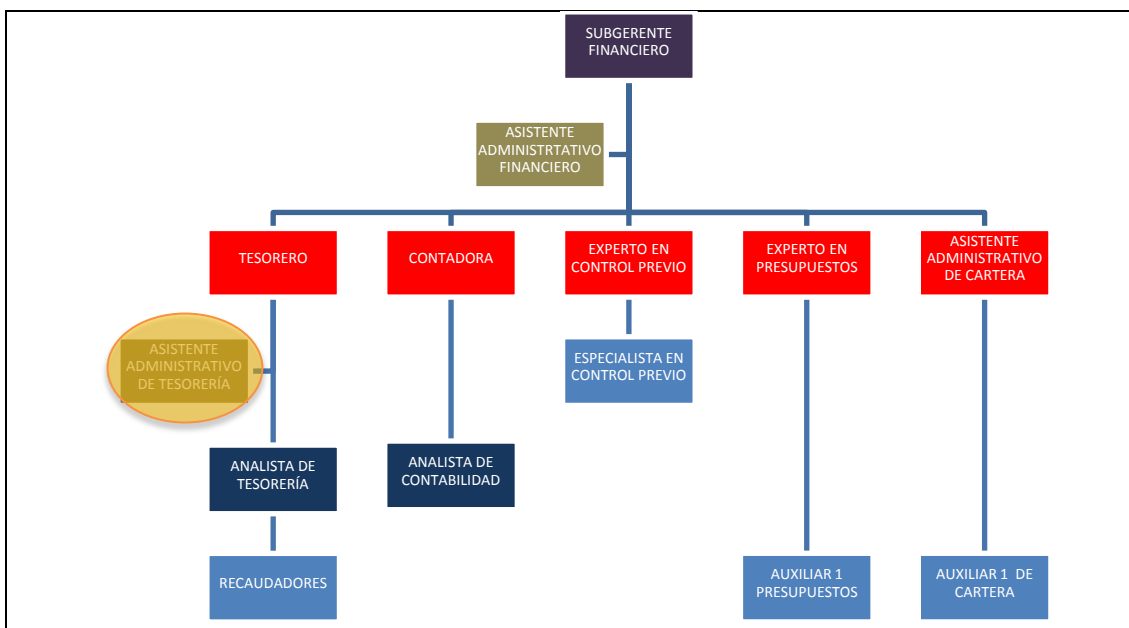 SUBGERENTE
FINANCIERO
ASISTENTE
ADMINISTRTATIVO
FINANCIERO
TESORERO
CONTADORA
EXPERTO EN
CONTROL PREVIO
EXPERTO EN
PRESUPUESTOS
ASISTENTE
ADMINISTRATIVO
DE CARTERA
ASISTENTE
ADMINISTRATIVO
DE TESORERÍA
ESPECIALISTA EN
CONTROL PREVIO
ANALISTA DE
TESORERÍA
ANALISTA DE
CONTABILIDAD
RECAUDADORES
AUXILIAR 1
PRESUPUESTOS
AUXILIAR 1 DE
CARTERA